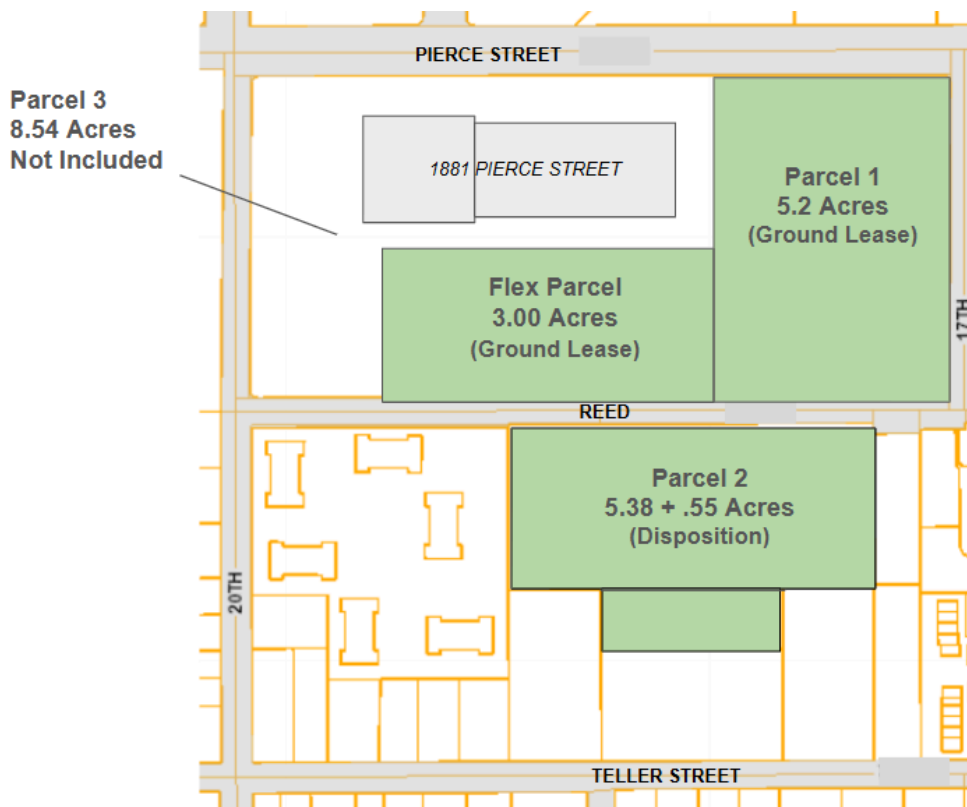 PIERCE STREET
Parcel 3
8.54 Acres
Not Included
1881 PIERCE STREET
Parcel 1
5.2 Acres
(Ground Lease)
Flex Parcel
3.00 Acres
(Ground Lease)
17TH
REED
Parcel 2
5.38 + .55 Acres
(Disposition)
20TH
TELLER STREET